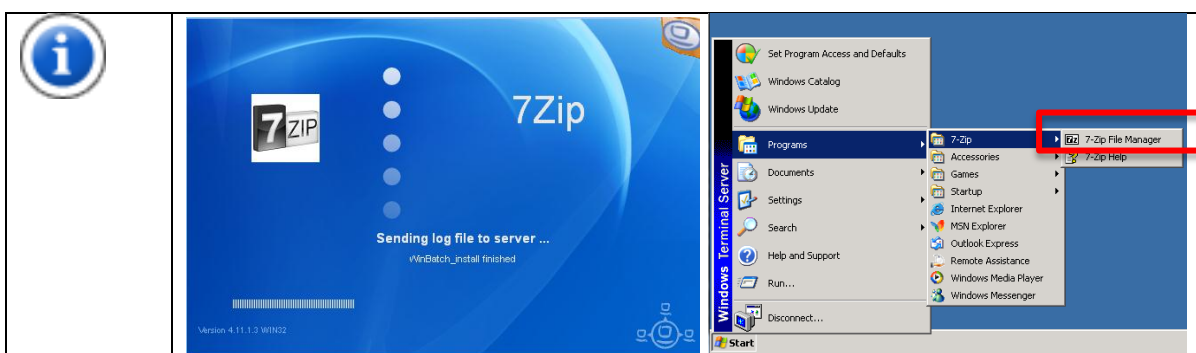 7 ZIP
7Zip
Sending log file to server ...
WinBatch_install finished
Version 4.11.1.3 WIN32
Windows Terminal Server
Set Program Access and Defaults
Windows Catalog
Windows Update
Programs
Documents
Settings
Search
Help and Support
Run...
Disconnect...
Start
7-Zip
Accessories
Games
Startup
Internet Explorer
MSN Explorer
Outlook Express
Remote Assistance
Windows Media Player
Windows Messenger
7-Zip File Manager
7-Zip Help